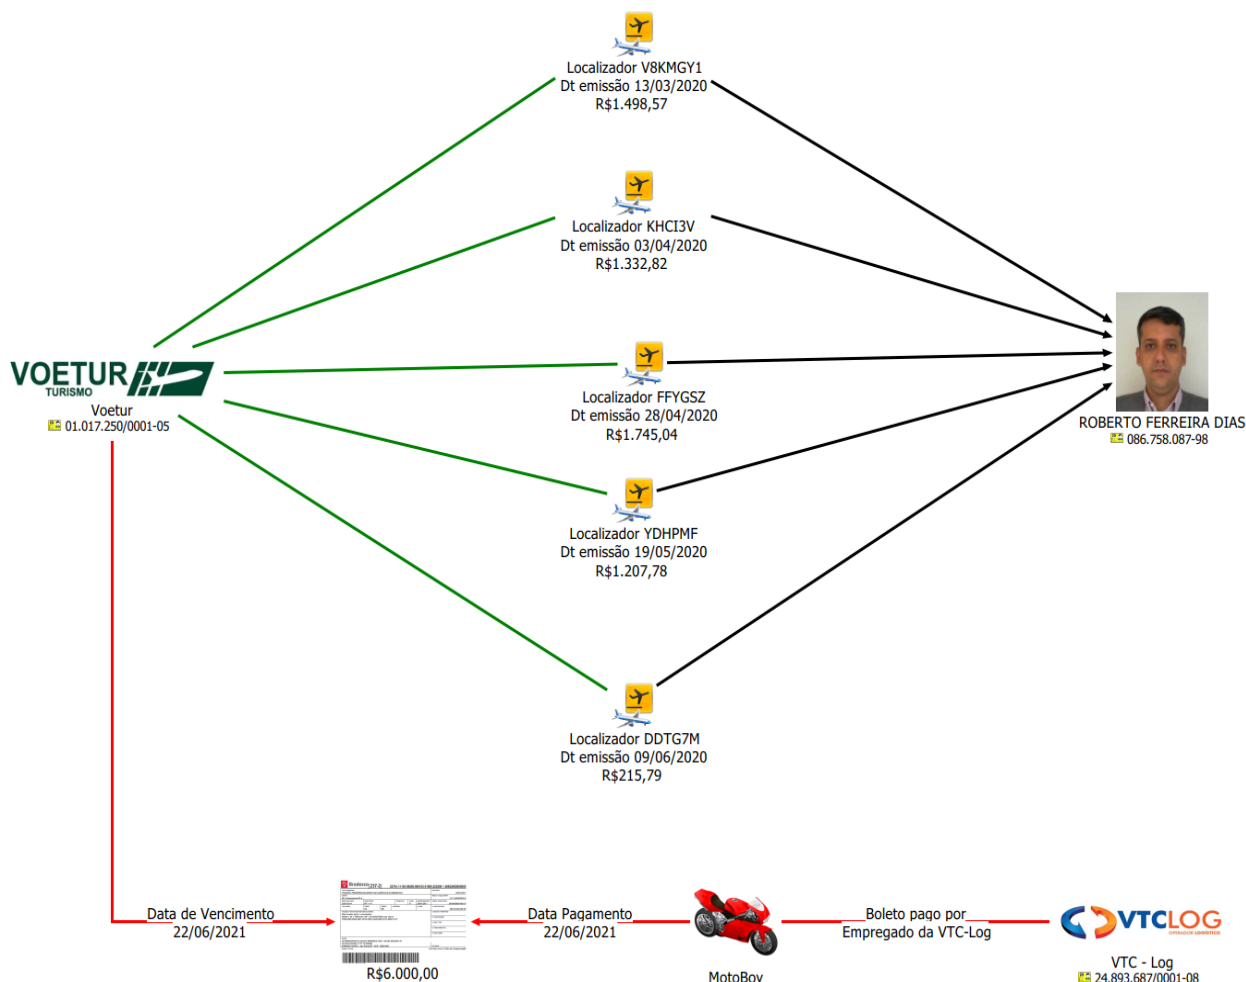 Localizador V8KMGY1
Dt emissão 13/03/2020
R$1.498,57
Localizador KHCI3V
Dt emissão 03/04/2020
R$1.332,82
VOETUR
TURISMO
Voetur
01.017.250/0001-05
Localizador FFYGSZ
Dt emissão 28/04/2020
R$1.745,04
ROBERTO FERREIRA DIAS
086.758.087-98
Localizador YDHPMF
Dt emissão 19/05/2020
R$1.207,78
Localizador DDTG7M
Dt emissão 09/06/2020
R$215,79
Data de Vencimento
22/06/2021
Bradesco
R$6.000,00
Data Pagamento
22/06/2021
MotoBoy
Boleto pago por
Empregado da VTC-Log
VTCLOG
OPERADOR LOGÍSTICO
VTC - Log
24.893.687/0001-08